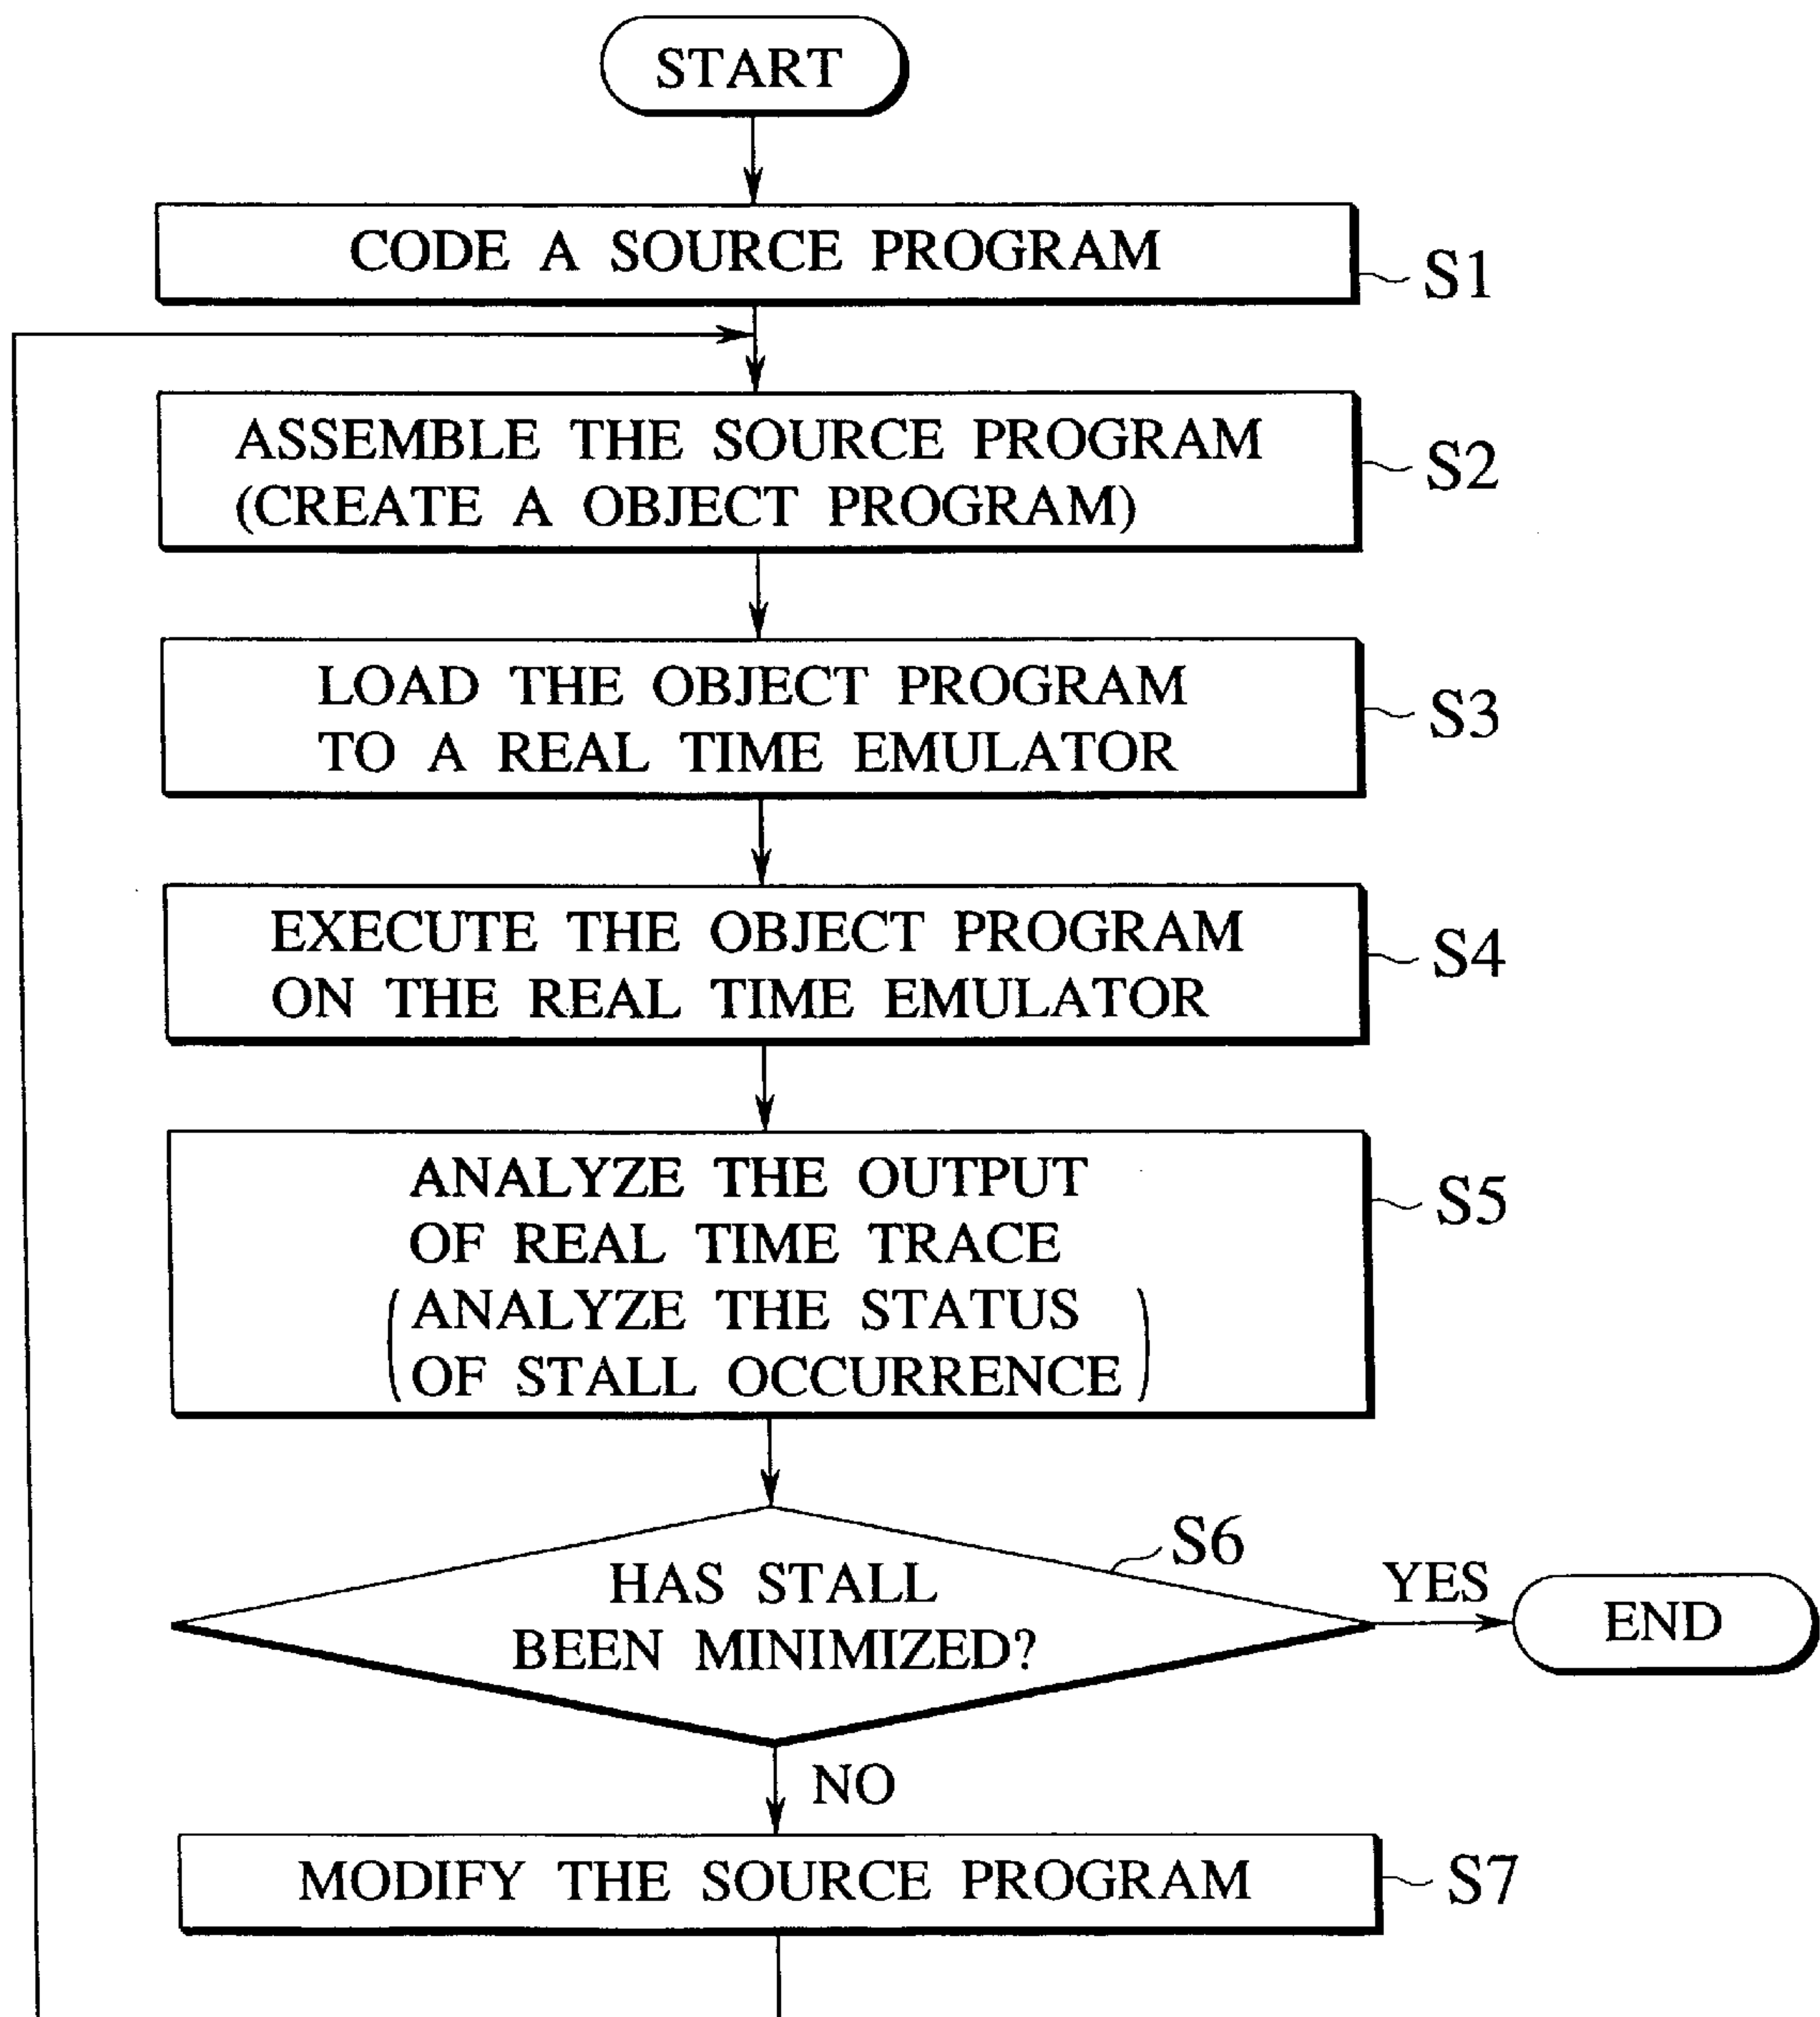 START
CODE A SOURCE PROGRAM
S1
ASSEMBLE THE SOURCE PROGRAM
(CREATE A OBJECT PROGRAM)
S2
LOAD THE OBJECT PROGRAM
TO A REAL TIME EMULATOR
S3
EXECUTE THE OBJECT PROGRAM
ON THE REAL TIME EMULATOR
S4
ANALYZE THE OUTPUT
OF REAL TIME TRACE
(ANALYZE THE STATUS
OF STALL OCCURRENCE)
S5
HAS STALL
BEEN MINIMIZED?
S6
YES
END
NO
MODIFY THE SOURCE PROGRAM
S7